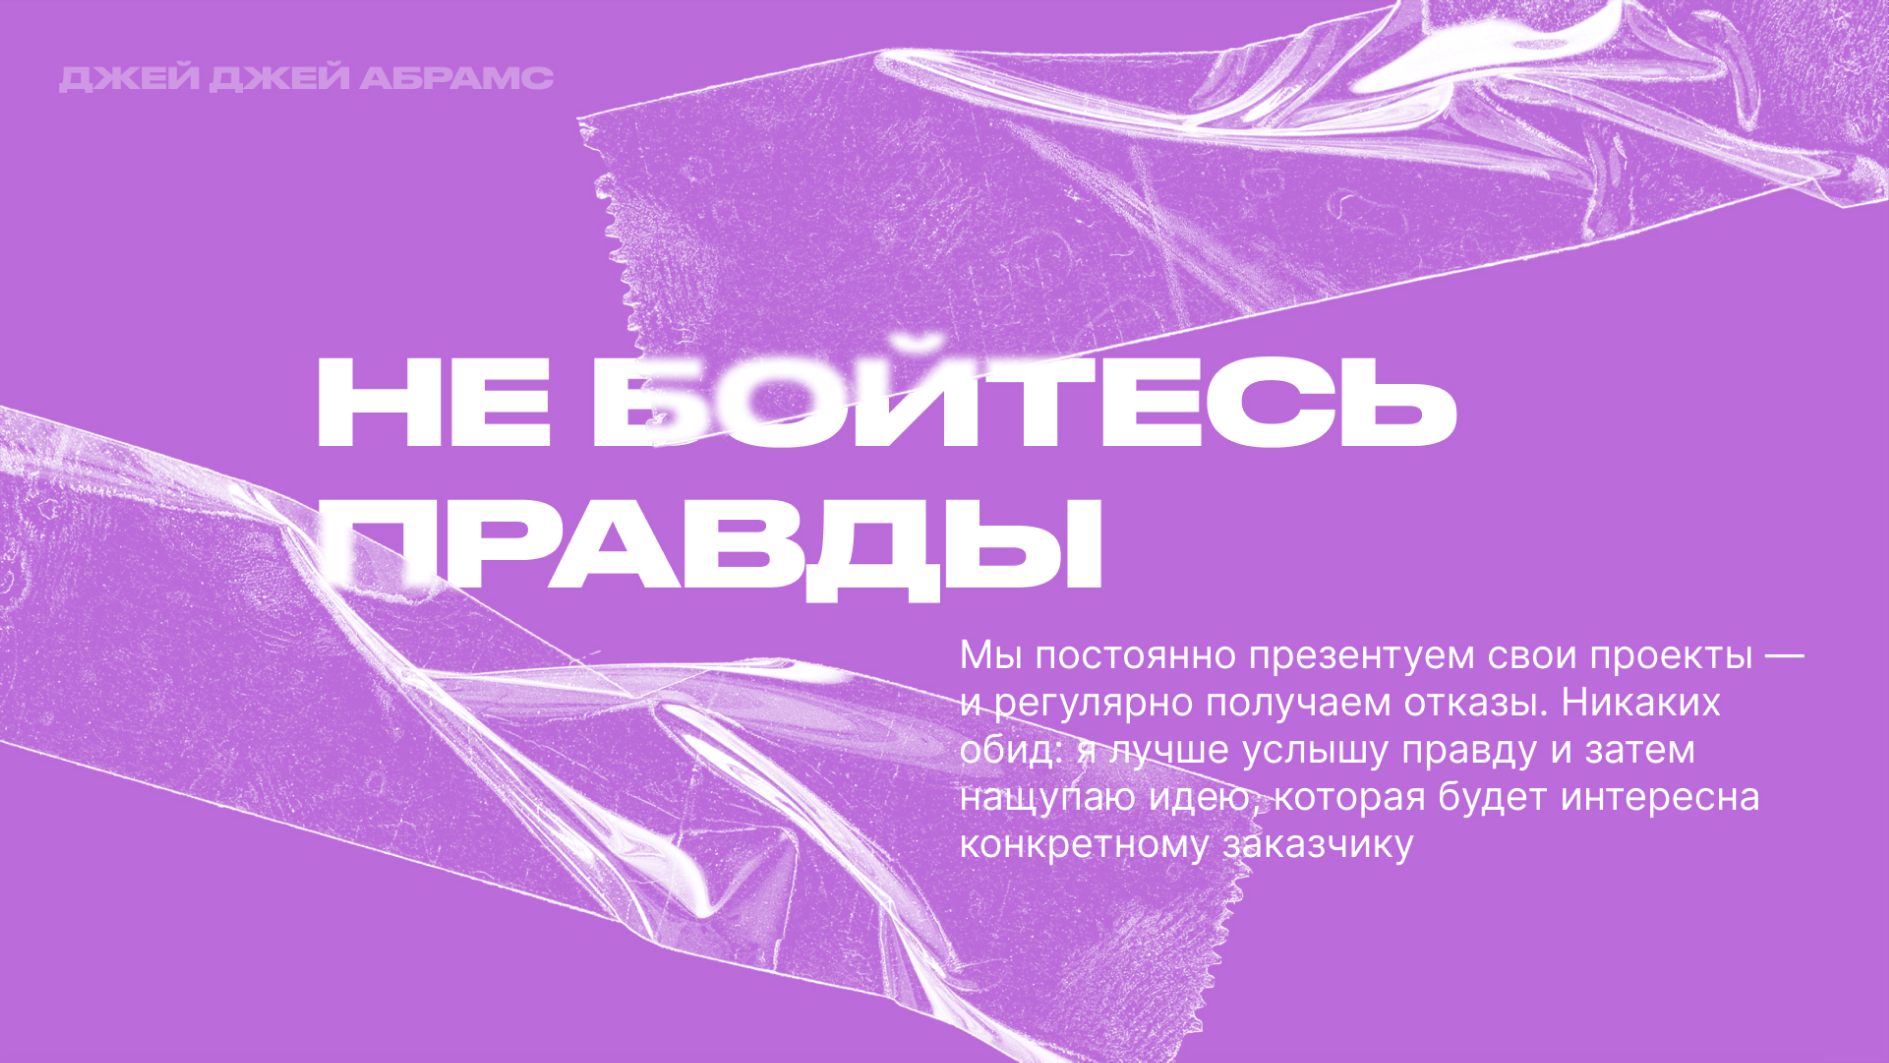 ДЖЕЙ ДЖЕЙ АБРАМС
НЕ БОЙТЕСЬ
ПРАВДЫ
Мы постоянно презентуем свои проекты —
и регулярно получаем отказы. Никаких
обид: я лучше услышу правду и затем
нащупаю идею, которая будет интересна
конкретному заказчику